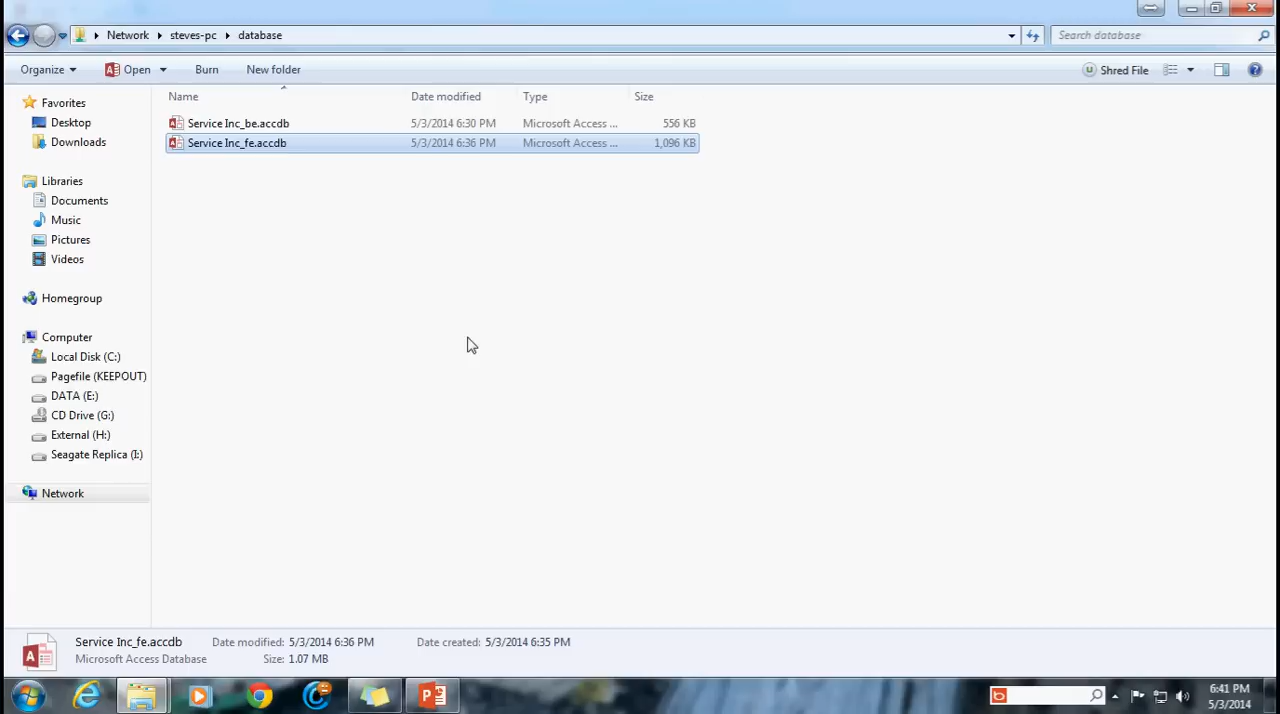 Network steves-pc database
Search database
Organize Open Burn New folder
Shred File
Name Date modified Type Size
Service Inc_be.accdb 5/3/2014 6:30 PM Microsoft Access ... 556 KB
Service Inc_fe.accdb 5/3/2014 6:36 PM Microsoft Access ... 1,096 KB
Favorites
Desktop
Downloads
Libraries
Documents
Music
Pictures
Videos
Homegroup
Computer
Local Disk (C:)
Pagefile (KEEPOUT)
DATA (E:)
CD Drive (G:)
External (H:)
Seagate Replica (I:)
Network
Service Inc_fe.accdb Date modified: 5/3/2014 6:36 PM Date created: 5/3/2014 6:35 PM
Microsoft Access Database Size: 1.07 MB
6:41 PM
5/3/2014